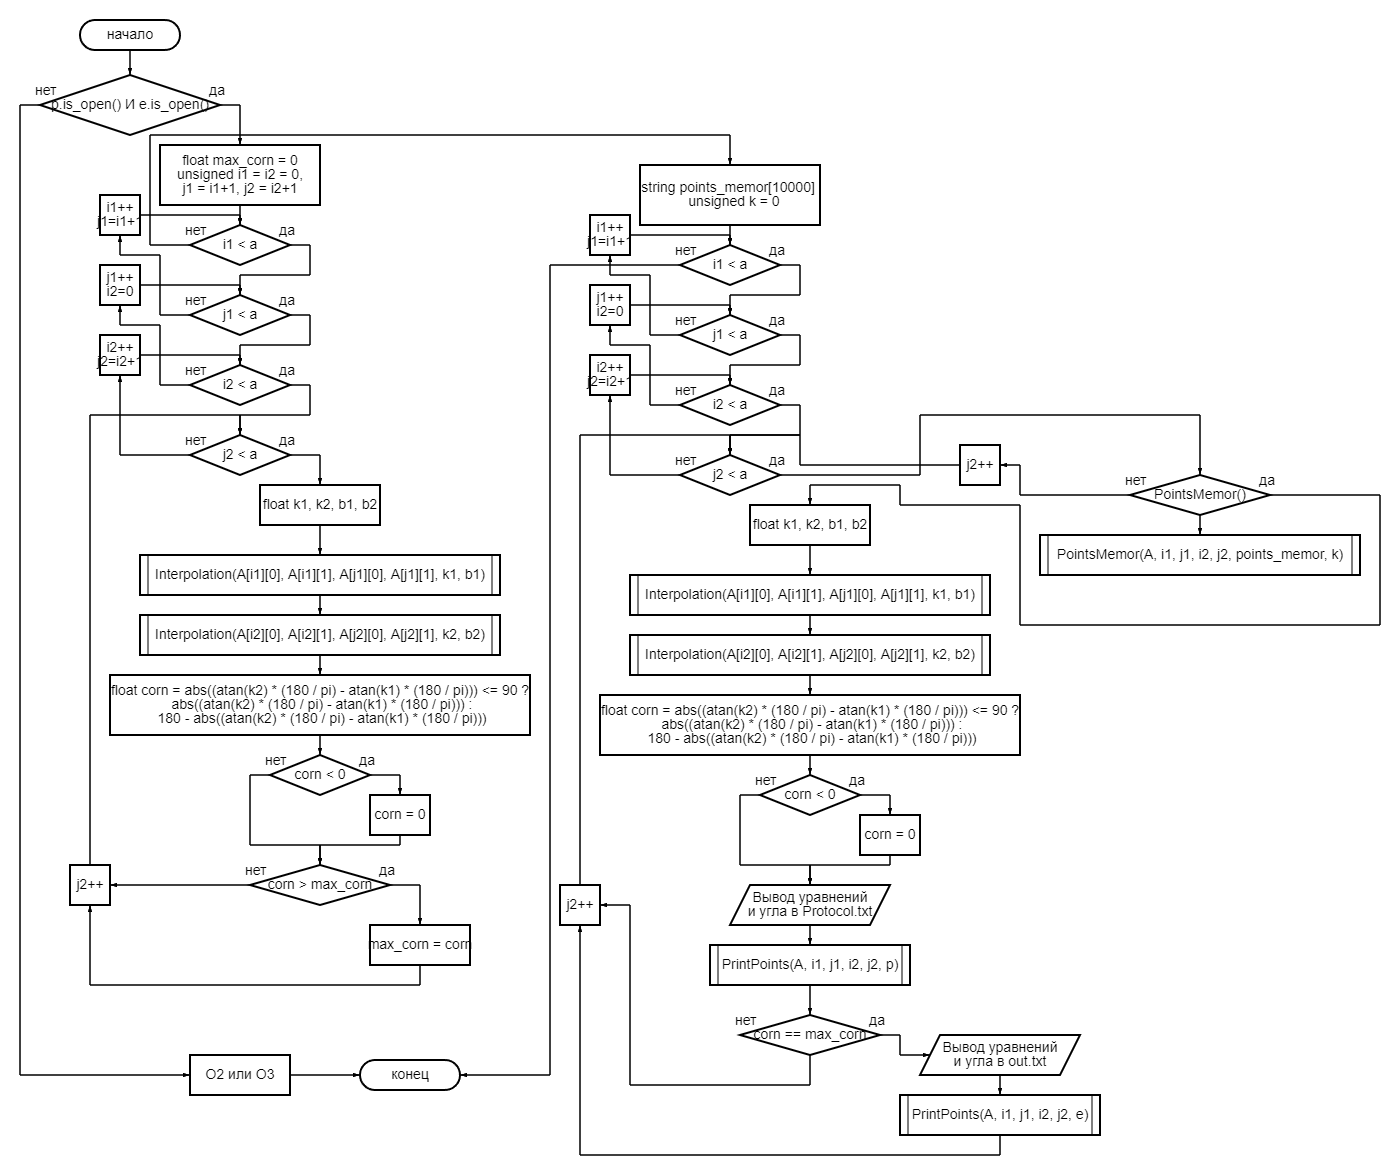 начало
нет
да
p.is_open() И e.is_open()
float max_corn = 0
unsigned i1 = i2 = 0,
j1 = i1+1, j2 = i2+1
i1++
j1=i1+1
нет
да
i1 < a
j1++
i2=0
нет
да
j1 < a
i2++
j2=i2+1
нет
да
i2 < a
нет
да
j2 < a
float k1, k2, b1, b2
Interpolation(A[i1][0], A[i1][1], A[j1][0], A[j1][1], k1, b1)
Interpolation(A[i2][0], A[i2][1], A[j2][0], A[j2][1], k2, b2)
float corn = abs((atan(k2) * (180 / pi) - atan(k1) * (180 / pi))) <= 90 ?
abs((atan(k2) * (180 / pi) - atan(k1) * (180 / pi))) :
180 - abs((atan(k2) * (180 / pi) - atan(k1) * (180 / pi)))
нет
да
corn < 0
corn = 0
нет
да
corn > max_corn
j2++
max_corn = corn
O2 или O3
конец
string points_memor[10000]
unsigned k = 0
i1++
j1=i1+1
нет
да
i1 < a
j1++
i2=0
нет
да
j1 < a
i2++
j2=i2+1
нет
да
i2 < a
нет
да
j2 < a
j2++
нет
да
PointsMemor()
PointsMemor(A, i1, j1, i2, j2, points_memor, k)
float k1, k2, b1, b2
Interpolation(A[i1][0], A[i1][1], A[j1][0], A[j1][1], k1, b1)
Interpolation(A[i2][0], A[i2][1], A[j2][0], A[j2][1], k2, b2)
float corn = abs((atan(k2) * (180 / pi) - atan(k1) * (180 / pi))) <= 90 ?
abs((atan(k2) * (180 / pi) - atan(k1) * (180 / pi))) :
180 - abs((atan(k2) * (180 / pi) - atan(k1) * (180 / pi)))
нет
да
corn < 0
corn = 0
j2++
Вывод уравнений
и угла в Protocol.txt
PrintPoints(A, i1, j1, i2, j2, p)
нет
да
corn == max_corn
Вывод уравнений
и угла в out.txt
PrintPoints(A, i1, j1, i2, j2, e)